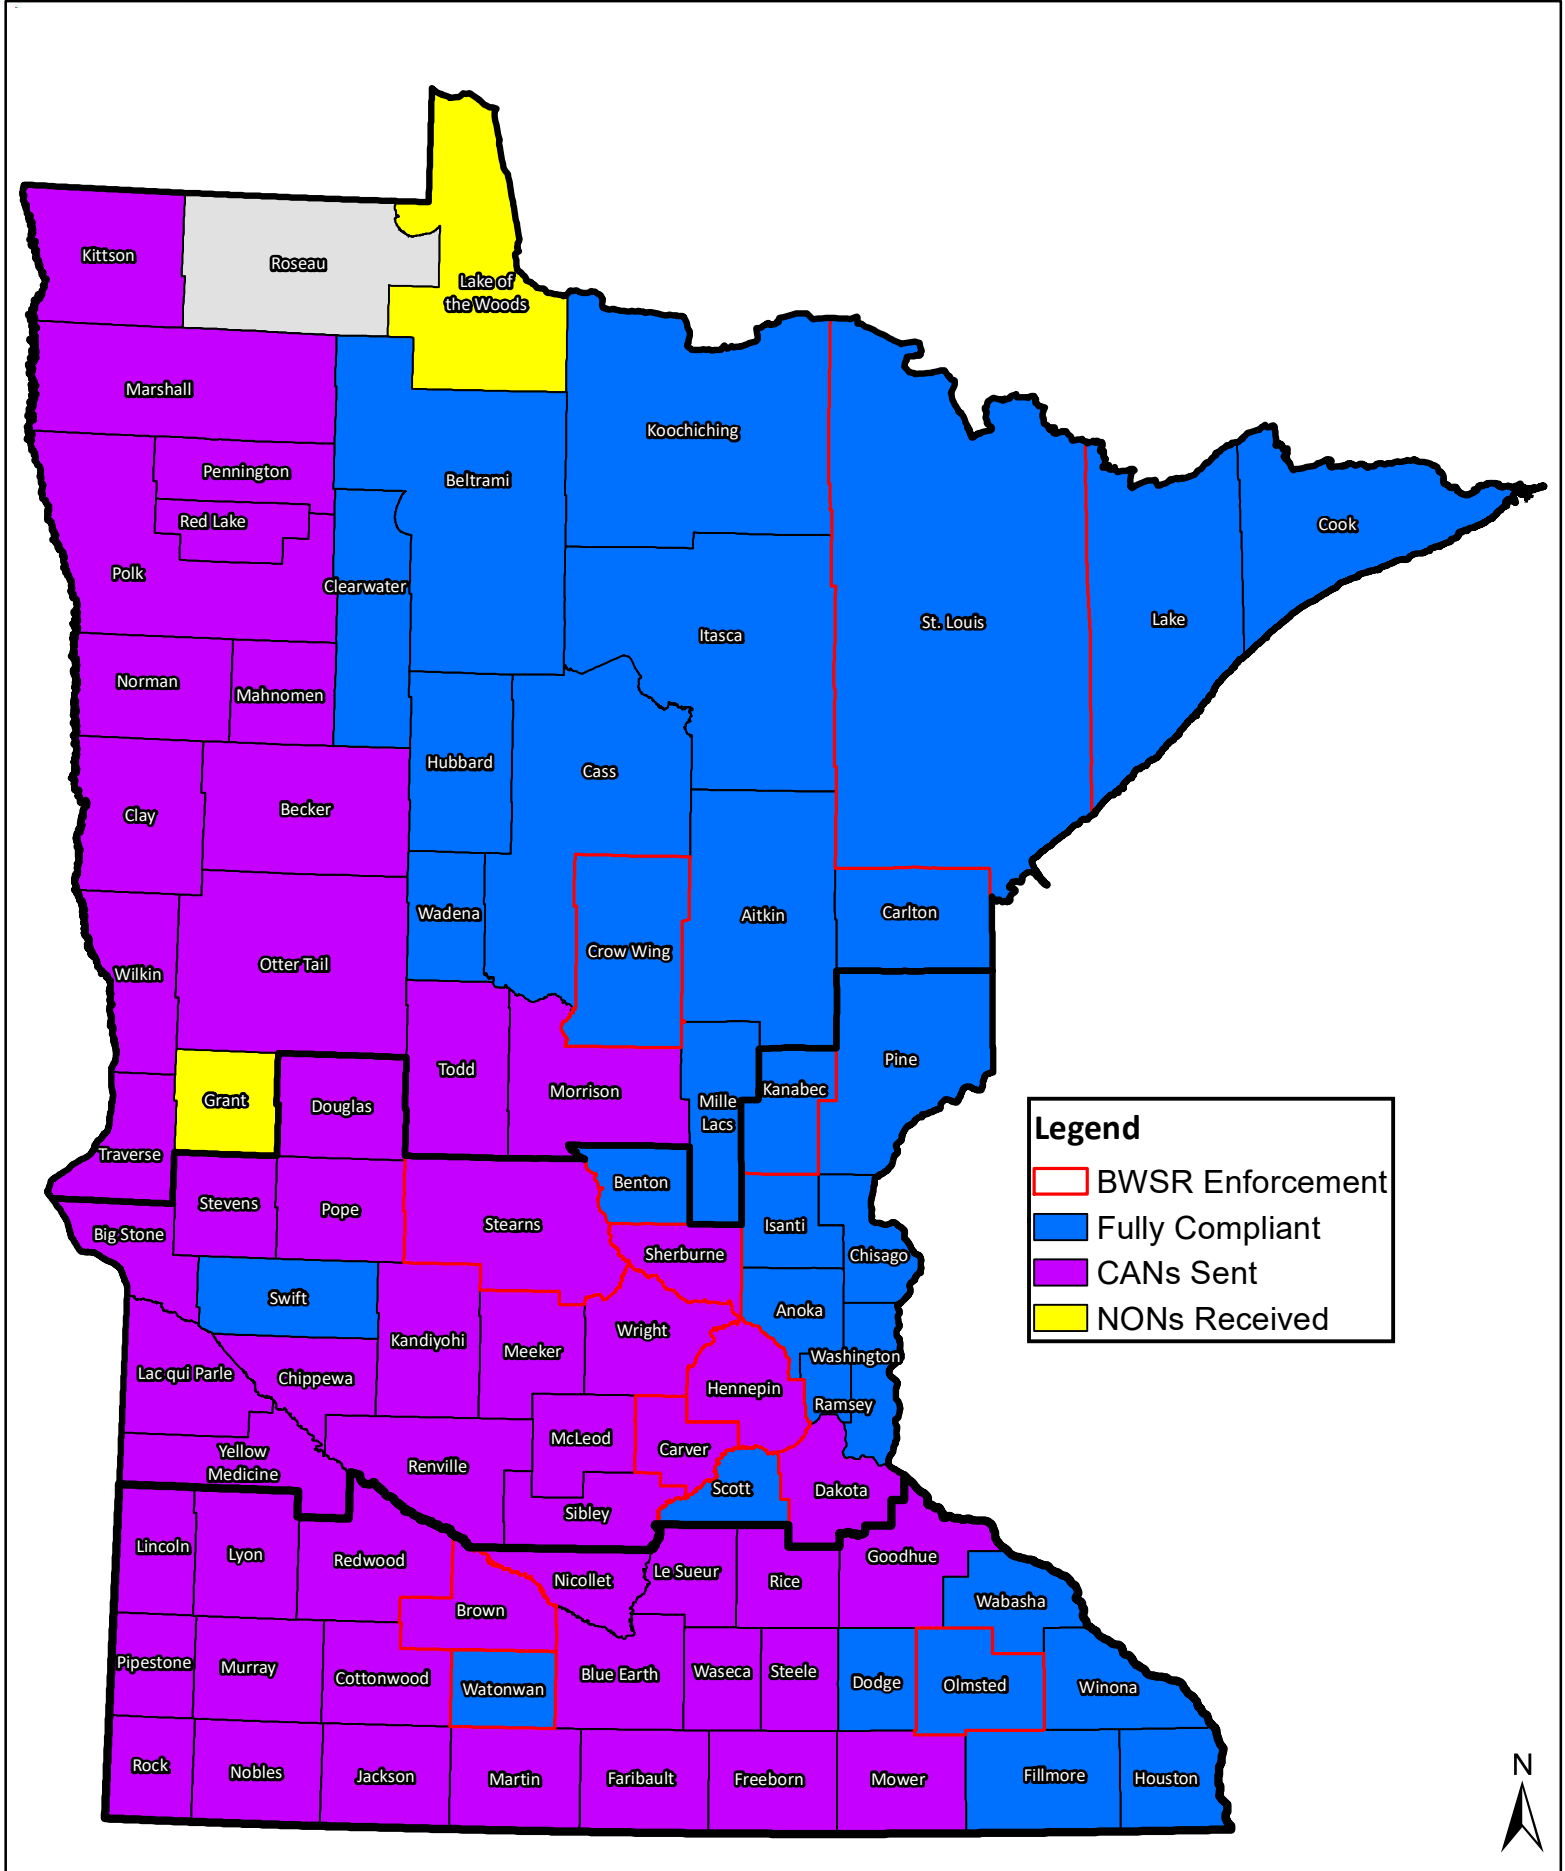 Kittson
Roseau
Lake of
the Woods
Marshall
Koochiching
Pennington
Beltrami
Red Lake
Cook
Polk
Clearwater
St. Louis
Lake
Itasca
Norman
Mahnomen
Hubbard
Cass
Clay
Becker
Wadena
Aitkin
Carlton
Crow Wing
Otter Tail
Wilkin
Pine
Todd
Kanabec
Morrison
Grant
Mille
Lacs
Douglas
Traverse
Benton
Stevens
Pope
Stearns
Isanti
Big Stone
Sherburne
Chisago
Swift
Anoka
Kandiyohi
Wright
Meeker
Washington
Lac qui Parle
Chippewa
Hennepin
Ramsey
McLeod
Carver
Yellow
Medicine
Renville
Scott
Dakota
Sibley
Lincoln
Lyon
Redwood
Goodhue
Le Sueur
Nicollet
Rice
Wabasha
Brown
Pipestone
Murray
Cottonwood
Blue Earth
Waseca
Steele
Dodge
Olmsted
Winona
Watonwan
Rock
Nobles
Jackson
Martin
Faribault
Freeborn
Mower
Fillmore
Houston
Legend
BWSR Enforcement
Fully Compliant
CANs Sent
NONs Received
N